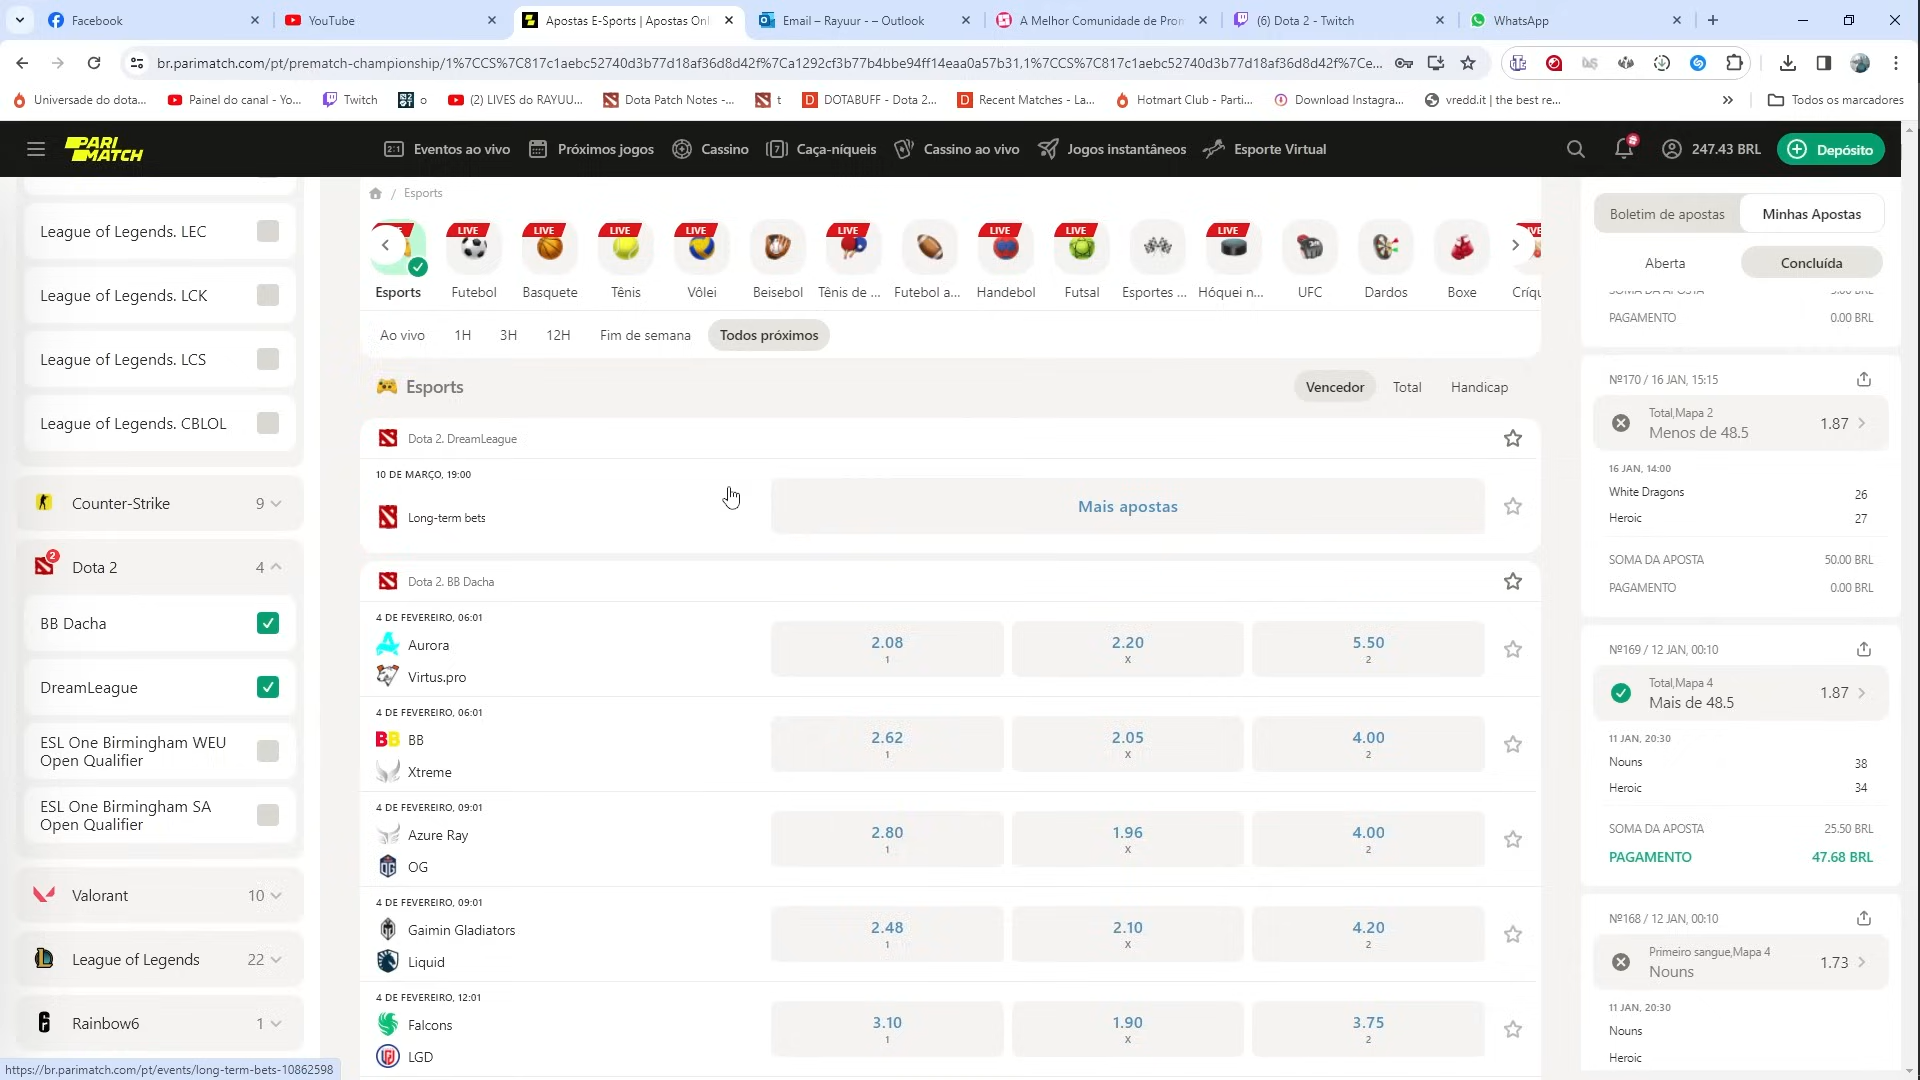 Facebook
YouTube
Apostas E-Sports | Apostas Onl
Email – Rayuur - – Outlook
A Melhor Comunidade de Pron
(6) Dota 2 - Twitch
WhatsApp
br.parimatch.com/pt/prematch-championship/1%7CCS%7C817c1aebc52740d3b77d18af36d8d42f%7Ca1292cf3b77b4bbe94ff14eaa0a57b31,1%7CCS%7C817c1aebc52740d3b77d18af36d8d42f%7Ce...
Universade do dota...
Painel do canal - Yo...
Twitch
o
(2) LIVES do RAYUU...
Dota Patch Notes -...
t
DOTABUFF - Dota 2...
Recent Matches - La...
Hotmart Club - Parti...
Download Instagra...
vredd.it | the best re...
Todos os marcadores
PARI MATCH
Eventos ao vivo
Próximos jogos
Cassino
Caça-níqueis
Cassino ao vivo
Jogos instantâneos
Esporte Virtual
247.43 BRL
Depósito
League of Legends. LEC
League of Legends. LCK
League of Legends. LCS
League of Legends. CBLOL
Counter-Strike 9
2
Dota 2 4
BB Dacha
DreamLeague
ESL One Birmingham WEU
Open Qualifier
ESL One Birmingham SA
Open Qualifier
Valorant 10
League of Legends 22
Rainbow6 1
https://br.parimatch.com/pt/events/long-term-bets-10862598
/ Esports
LIVE LIVE LIVE LIVE LIVE LIVE LIVE LIVE
Esports
Futebol
Basquete
Tênis
Vôlei
Beisebol
Tênis de ...
Futebol a...
Handebol
Futsal
Esportes ...
Hóquei n...
UFC
Dardos
Boxe
Críqu
Ao vivo 1H 3H 12H Fim de semana Todos próximos
Esports
Vencedor Total Handicap
Dota 2. DreamLeague
10 DE MARÇO, 19:00
Long-term bets
Mais apostas
Dota 2. BB Dacha
4 DE FEVEREIRO, 06:01
Aurora
Virtus.pro
2.08 2.20 5.50
1 X 2
4 DE FEVEREIRO, 06:01
BB
Xtreme
2.62 2.05 4.00
1 X 2
4 DE FEVEREIRO, 09:01
Azure Ray
OG
2.80 1.96 4.00
1 X 2
4 DE FEVEREIRO, 09:01
Gaimin Gladiators
Liquid
2.48 2.10 4.20
1 X 2
4 DE FEVEREIRO, 12:01
Falcons
LGD
3.10 1.90 3.75
1 X 2
Boletim de apostas Minhas Apostas
Aberta Concluída
SOMA DA APOSTA 5.00 BRL
PAGAMENTO 0.00 BRL
Nº170 / 16 JAN, 15:15
Total,Mapa 2
Menos de 48.5 1.87
16 JAN, 14:00
White Dragons 26
Heroic 27
SOMA DA APOSTA 50.00 BRL
PAGAMENTO 0.00 BRL
Nº169 / 12 JAN, 00:10
Total,Mapa 4
Mais de 48.5 1.87
11 JAN, 20:30
Nouns 38
Heroic 34
SOMA DA APOSTA 25.50 BRL
PAGAMENTO 47.68 BRL
Nº168 / 12 JAN, 00:10
Primeiro sangue,Mapa 4
Nouns 1.73
11 JAN, 20:30
Nouns
Heroic